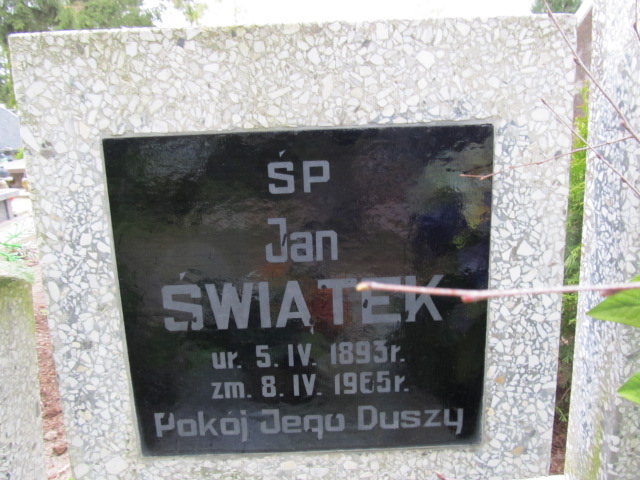 ŚP
Jan
ŚWIĄTEK
ur. 5. IV. 1893r.
zm. 8. IV. 1965r.
Pokój Jego Duszy